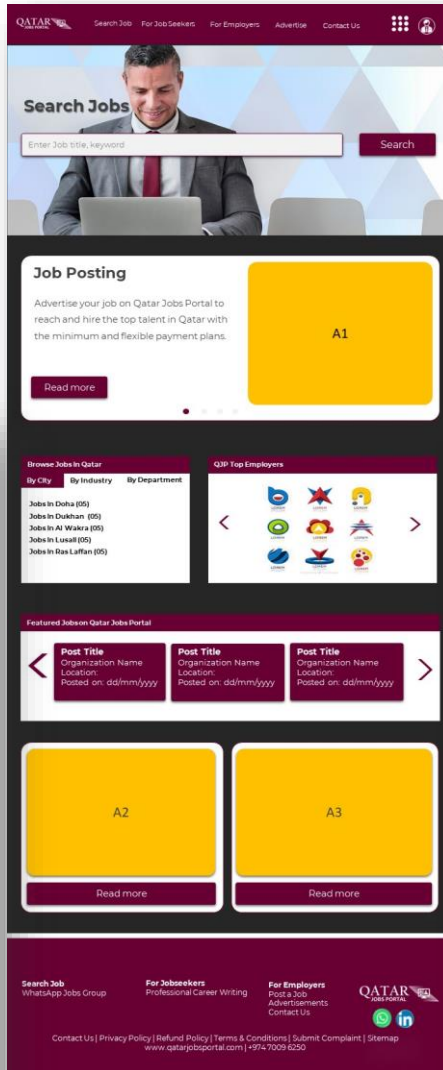 QATAR
JOBS PORTAL
Search Job
For Job Seekers
For Employers
Advertise
Contact Us
Search Jobs
Enter Job title, keyword
Search
Job Posting
Advertise your job on Qatar Jobs Portal to
reach and hire the top talent in Qatar with
the minimum and flexible payment plans.
Read more
A1
Browse Jobs In Qatar
By City By Industry By Department
Jobs In Doha (05)
Jobs In Dukhan (05)
Jobs In Al Wakra (05)
Jobs In Lusail (05)
Jobs In Ras Laffan (05)
QJP Top Employers
Featured Jobs on Qatar Jobs Portal
Post Title
Organization Name
Location:
Posted on: dd/mm/yyyy
Post Title
Organization Name
Location:
Posted on: dd/mm/yyyy
Post Title
Organization Name
Location:
Posted on: dd/mm/yyyy
A2
Read more
A3
Read more
Search Job
WhatsApp Jobs Group
For Jobseekers
Professional Career Writing
For Employers
Post a Job
Advertisements
Contact Us
QATAR
JOBS PORTAL
in
Contact Us | Privacy Policy | Refund Policy | Terms & Conditions | Submit Complaint | Sitemap
www.qatarjobsportal.com | +974 7009 6250